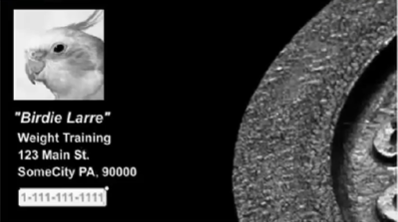 "Birdie Larre"
Weight Training
123 Main St.
SomeCity PA, 90000
1-111-111-1111